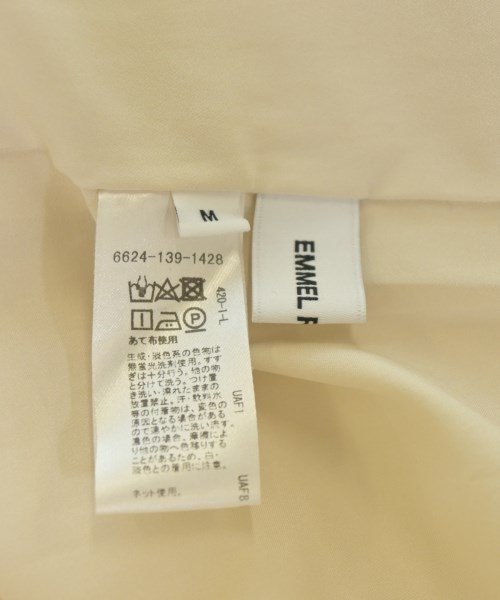 M
EMMEL R
6624-139-1428
420-1-L
あて布使用
生成・淡色系の色物は
無蛍光洗剤使用。すす
ぎは十分行う。他の物
と分けて洗う。つけ置
き洗い・濡れたままの
放置禁止。汗・飲料水
等の付着物は、変色の
原因となる場合がある
ので速やかに洗い流す。
濃色の場合、摩擦によ
り他の物へ色移りする
ことがあるため、白・
淡色との着用に注意。
ネット使用。
UAF1
UAF8